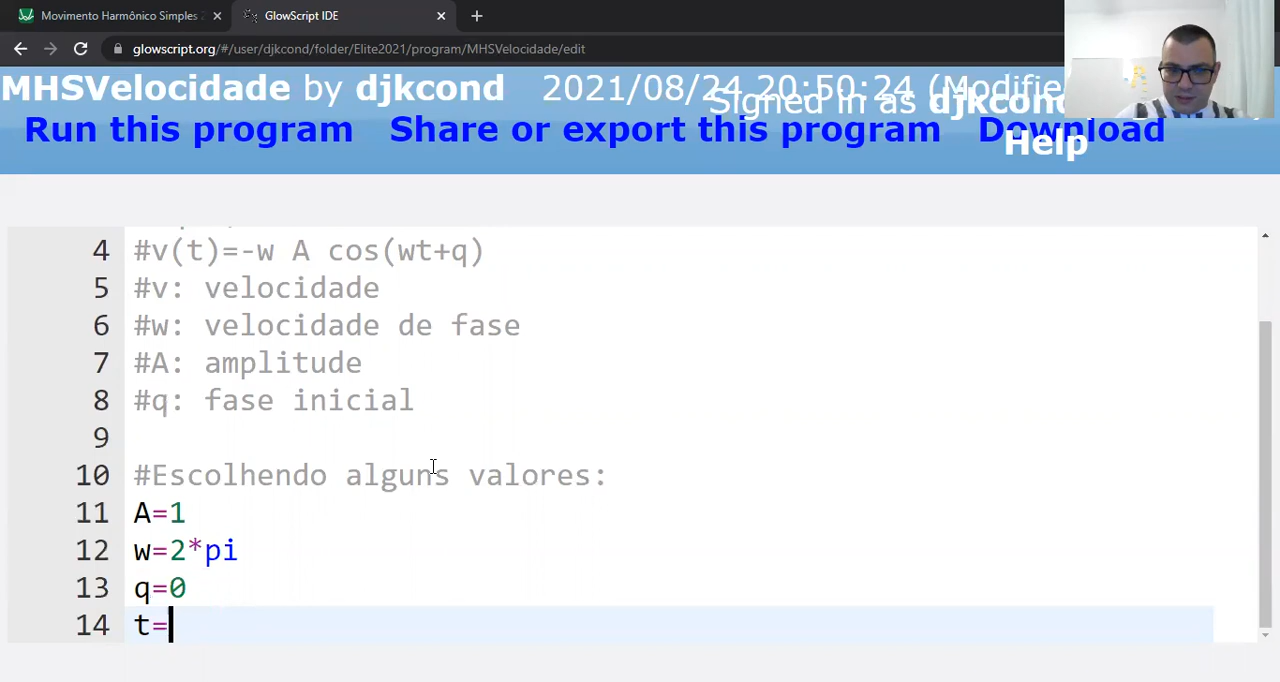 Movimento Harmônico Simples
GlowScript IDE
glowscript.org/#/user/djkcond/folder/Elite2021/program/MHSVelocidade/edit
MHSVelocidade by djkcond 2021/08/24 20:50:24 (Modifie
Signed in as djkcond
Run this program Share or export this program Download
Help
4 #v(t)=-w A cos(wt+q)
5 #v: velocidade
6 #w: velocidade de fase
7 #A: amplitude
8 #q: fase inicial
9
10 #Escolhendo alguns valores:
11 A=1
12 w=2*pi
13 q=0
14 t=